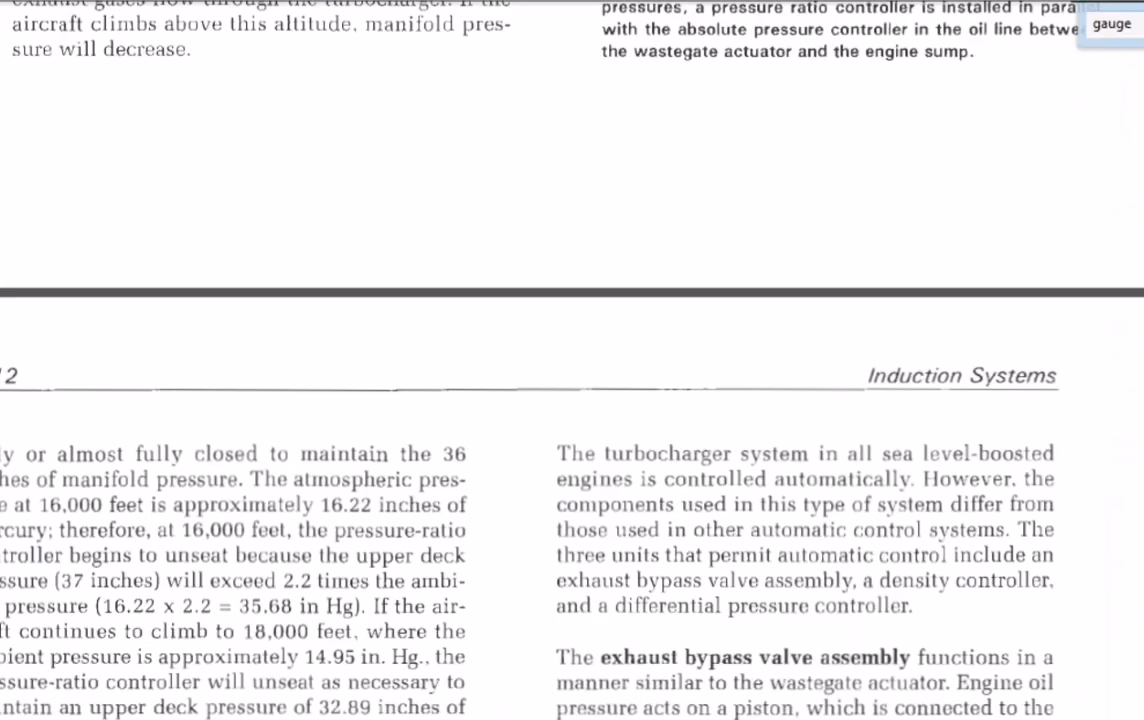 exhaust gases flow through the turbocharger. If the
aircraft climbs above this altitude, manifold pres-
sure will decrease.
pressures, a pressure ratio controller is installed in para
with the absolute pressure controller in the oil line betwe
the wastegate actuator and the engine sump.
gauge
2
Induction Systems
y or almost fully closed to maintain the 36
hes of manifold pressure. The atmospheric pres-
e at 16,000 feet is approximately 16.22 inches of
rcury; therefore, at 16,000 feet, the pressure-ratio
troller begins to unseat because the upper deck
ssure (37 inches) will exceed 2.2 times the ambi-
pressure (16.22 x 2.2 = 35.68 in Hg). If the air-
ft continues to climb to 18,000 feet, where the
bient pressure is approximately 14.95 in. Hg., the
ssure-ratio controller will unseat as necessary to
ntain an upper deck pressure of 32.89 inches of
The turbocharger system in all sea level-boosted
engines is controlled automatically. However, the
components used in this type of system differ from
those used in other automatic control systems. The
three units that permit automatic control include an
exhaust bypass valve assembly, a density controller,
and a differential pressure controller.
The exhaust bypass valve assembly functions in a
manner similar to the wastegate actuator. Engine oil
pressure acts on a piston, which is connected to the